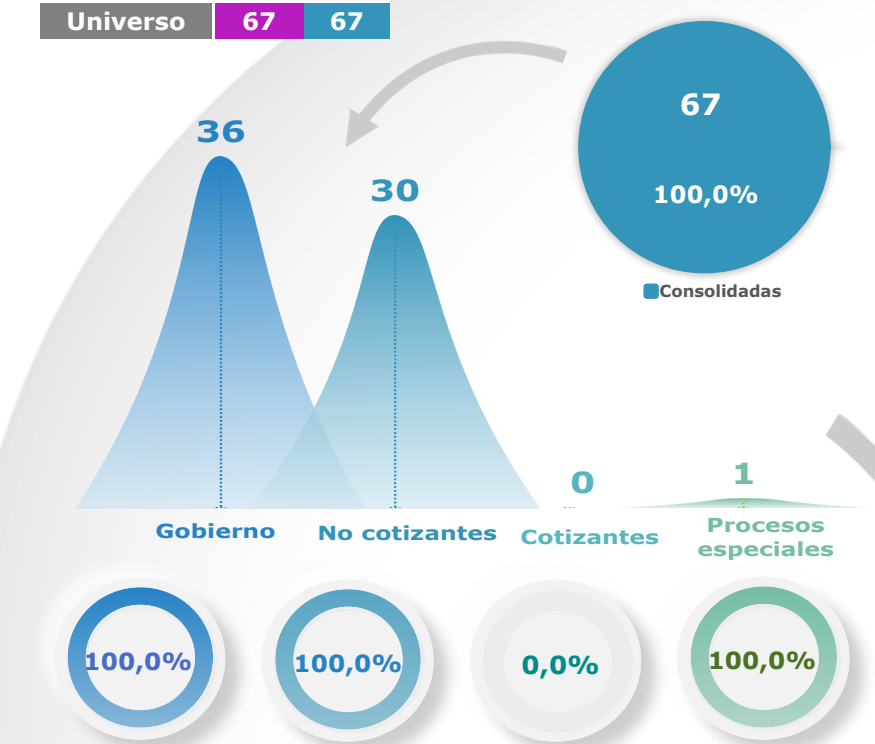 Universo 67 67
67
100,0%
Consolidadas
36
30
0
1
Gobierno
No cotizantes
Cotizantes
Procesos
especiales
100,0%
100,0%
0,0%
100,0%